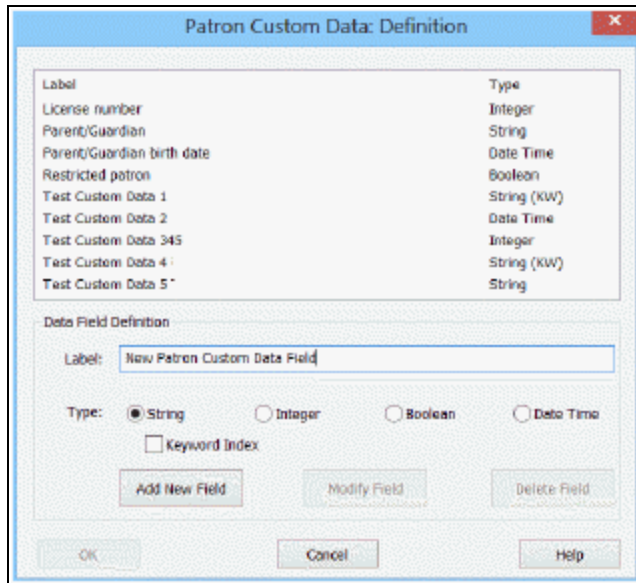 Patron Custom Data: Definition
Label Type
License number Integer
Parent/Guardian String
Parent/Guardian birth date Date Time
Restricted patron Boolean
Test Custom Data 1 String (KW)
Test Custom Data 2 Date Time
Test Custom Data 345 Integer
Test Custom Data 4 String (KW)
Test Custom Data 5 String
Data Field Definition
Label: New Patron Custom Data Field
Type: String Integer Boolean Date Time
Keyword Index
Add New Field Modify Field Delete Field
OK Cancel Help